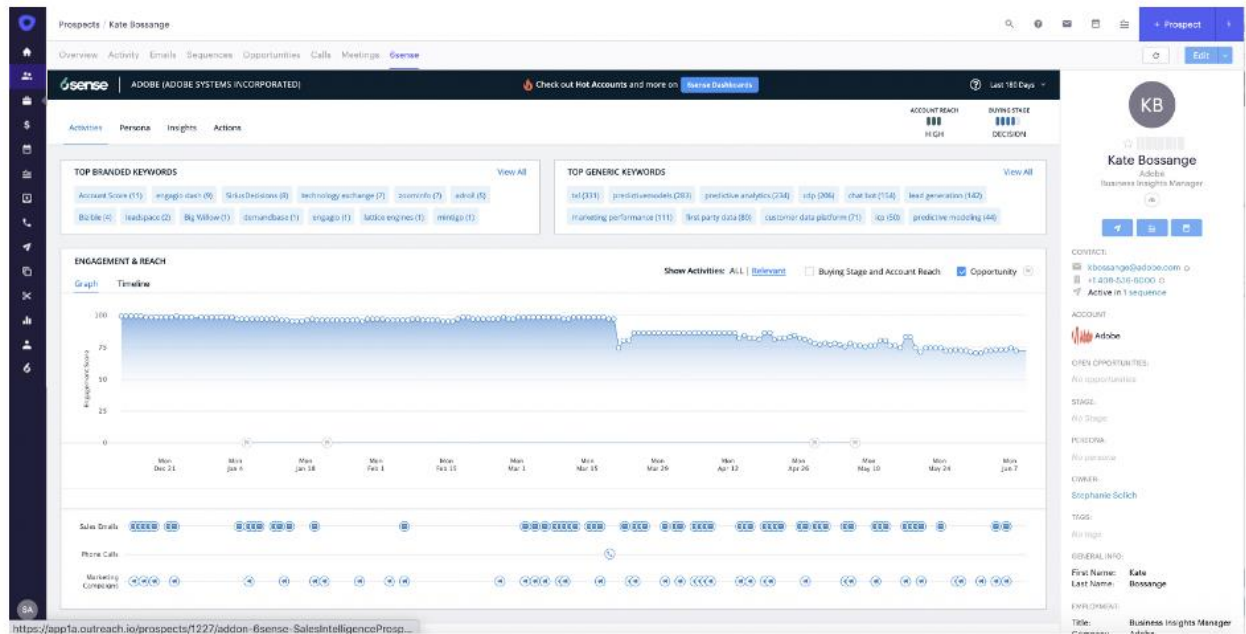 Prospects / Kate Bossange
+ Prospect
Overview Activity Emails Sequences Opportunities Calls Meetings 6sense
Edit
6sense ADOBE (ADOBE SYSTEMS INCORPORATED) Check out Hot Accounts and more on 6sense Dashboards Last 180 Days
Activities Persona Insights Actions
ACCOUNT REACH
HIGH
BUYING STAGE
DECISION
TOP BRANDED KEYWORDS View All
Account Score (11) engagio dash (9) SiriusDecisions (8) technology exchange (7) zoominfo (7) adroll (5)
Bizible (4) leadspace (2) Big Willow (1) demandbase (1) engagio (1) lattice engines (1) mintigo (1)
TOP GENERIC KEYWORDS View All
predictivemodels (283) predictive analytics (234) cdp (206) chat bot (154) lead generation (142)
marketing performance (111) first party data (80) customer data platform (71) icp (50) predictive modeling (44)
ENGAGEMENT & REACH
Show Activities: ALL | Relevant Buying Stage and Account Reach Opportunity
Graph Timeline
Engagement Score
100
75
50
25
0
Mon Dec 21
Mon Jan 4
Mon Jan 18
Mon Feb 1
Mon Feb 15
Mon Mar 1
Mon Mar 15
Mon Mar 29
Mon Apr 12
Mon Apr 26
Mon May 10
Mon May 24
Mon Jun 7
Sales Emails
Phone Calls
Marketing Campaigns
SA
https://app1a.outreach.io/prospects/1227/addon-6sense-SalesIntelligenceProsp...
KB
Kate Bossange
Adobe
Business Insights Manager
CONTACT:
kbossange@adobe.com
+1 408-536-6000
Active in 1 sequence
ACCOUNT
Adobe
OPEN OPPORTUNITIES:
No opportunities
STAGE:
No Stage
PERSONA:
No persona
OWNER:
Stephanie Solich
TAGS:
No tags
GENERAL INFO:
First Name: Kate
Last Name: Bossange
EMPLOYMENT:
Title: Business Insights Manager
Company: Adobe